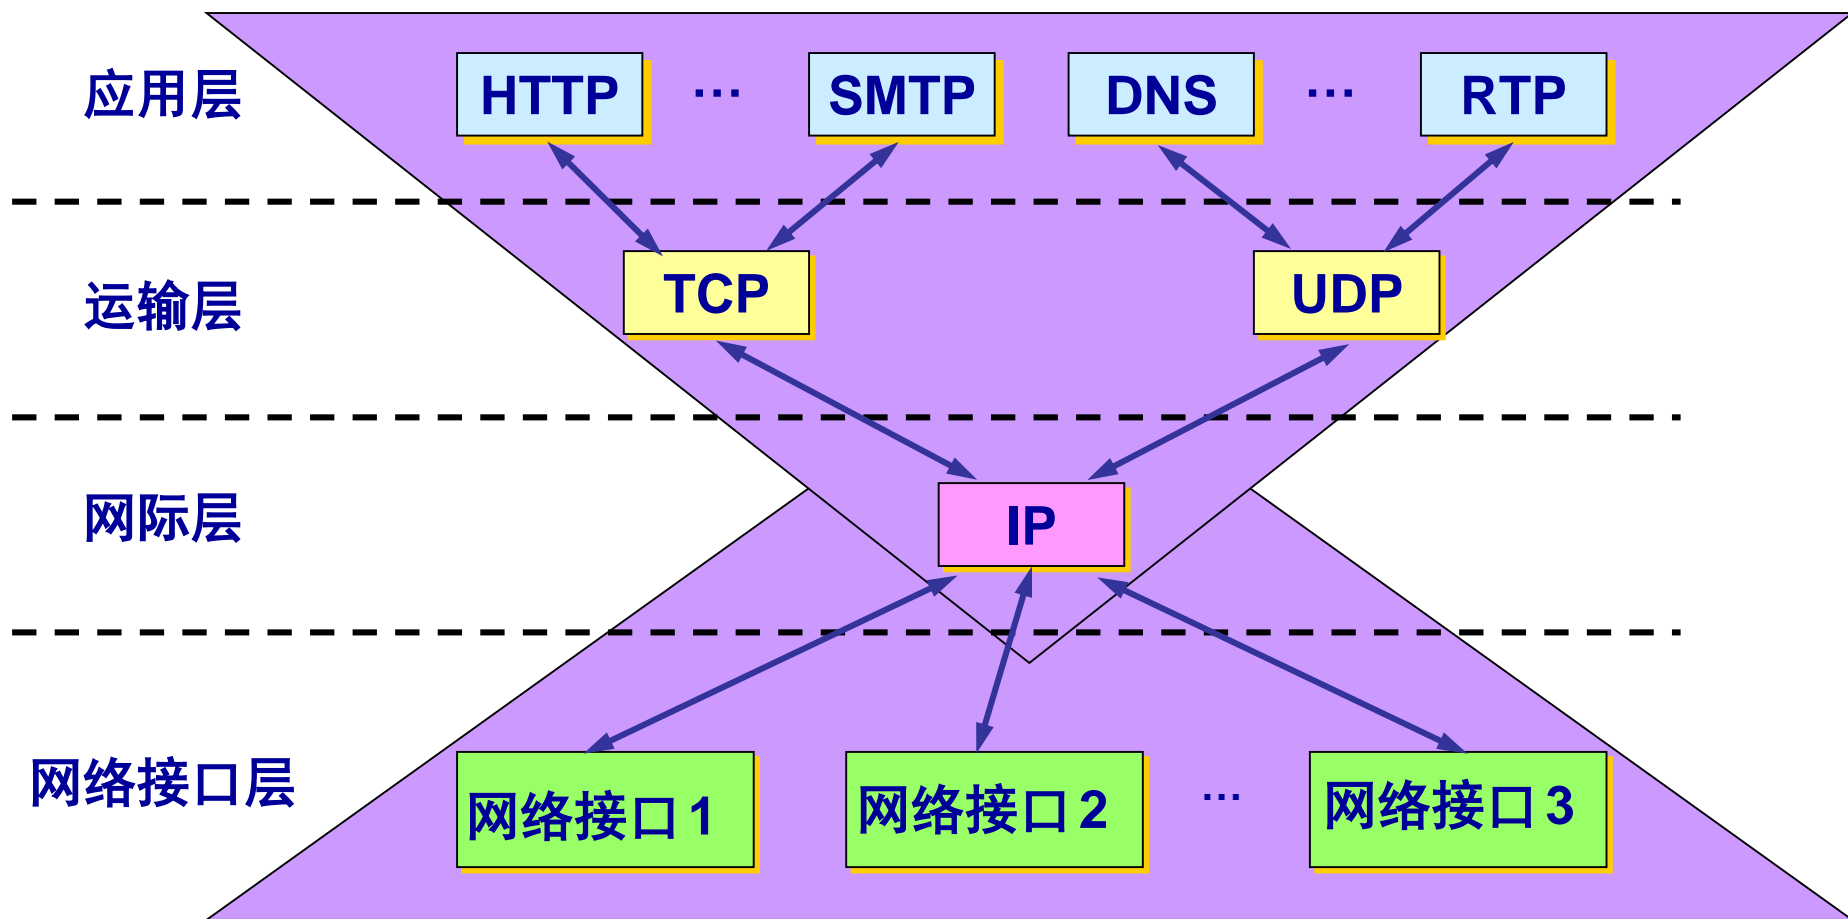 应用层
HTTP … SMTP DNS … RTP
运输层
TCP UDP
网际层
IP
网络接口层
网络接口1 网络接口2 … 网络接口3